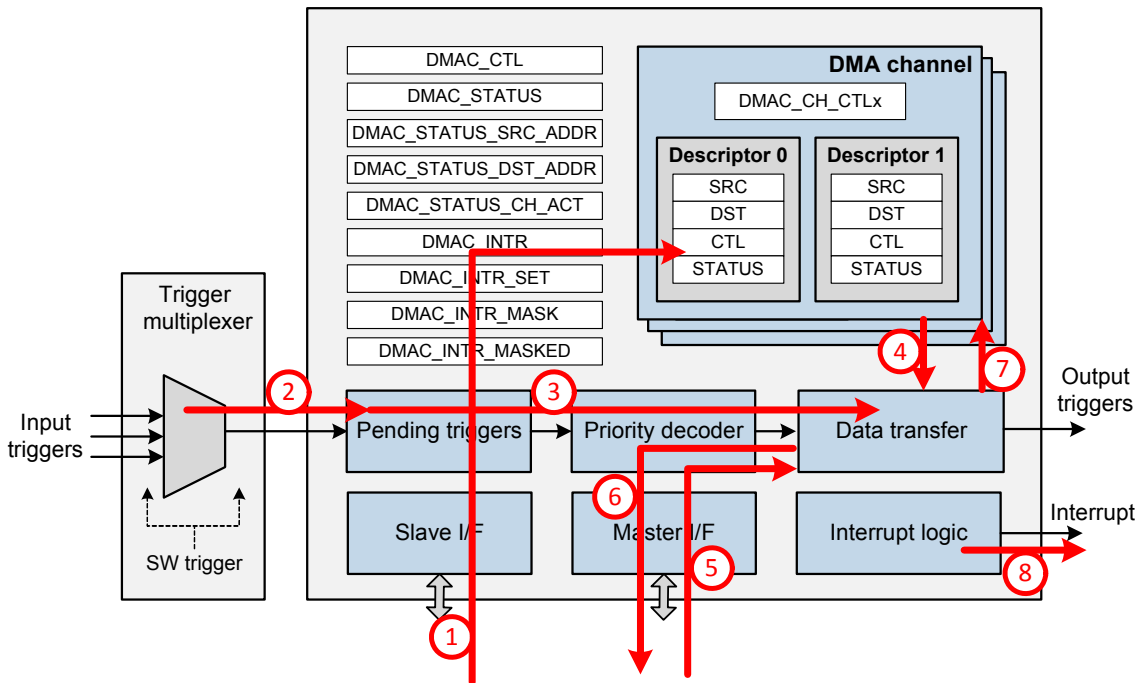 DMAC_CTL
DMAC_STATUS
DMAC_STATUS_SRC_ADDR
DMAC_STATUS_DST_ADDR
DMAC_STATUS_CH_ACT
DMAC_INTR
DMAC_INTR_SET
DMAC_INTR_MASK
DMAC_INTR_MASKED
DMA channel
DMAC_CH_CTLx
Descriptor 0
SRC
DST
CTL
STATUS
Descriptor 1
SRC
DST
CTL
STATUS
Trigger
multiplexer
Input
triggers
SW trigger
2
3
4
7
Pending triggers
Priority decoder
Data transfer
Output
triggers
6
5
Slave I/F
Master I/F
Interrupt logic
Interrupt
8
1